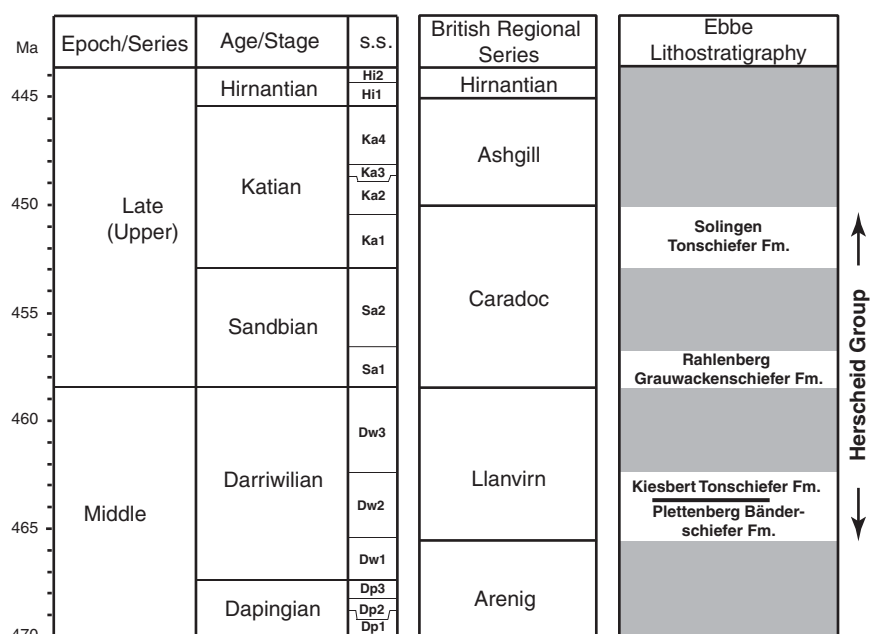 Ma
Epoch/Series
Age/Stage
s.s.
British Regional
Series
Ebbe
Lithostratigraphy
445
450
455
460
465
470
Late
(Upper)
Middle
Hirnantian
Katian
Sandbian
Darriwilian
Dapingian
Hi2
Hi1
Ka4
Ka3
Ka2
Ka1
Sa2
Sa1
Dw3
Dw2
Dw1
Dp3
Dp2
Dp1
Hirnantian
Ashgill
Caradoc
Llanvirn
Arenig
Solingen
Tonschiefer Fm.
Rahlenberg
Grauwackenschiefer Fm.
Kiesbert Tonschiefer Fm.
Plettenberg Bänder-
schiefer Fm.
Herscheid Group